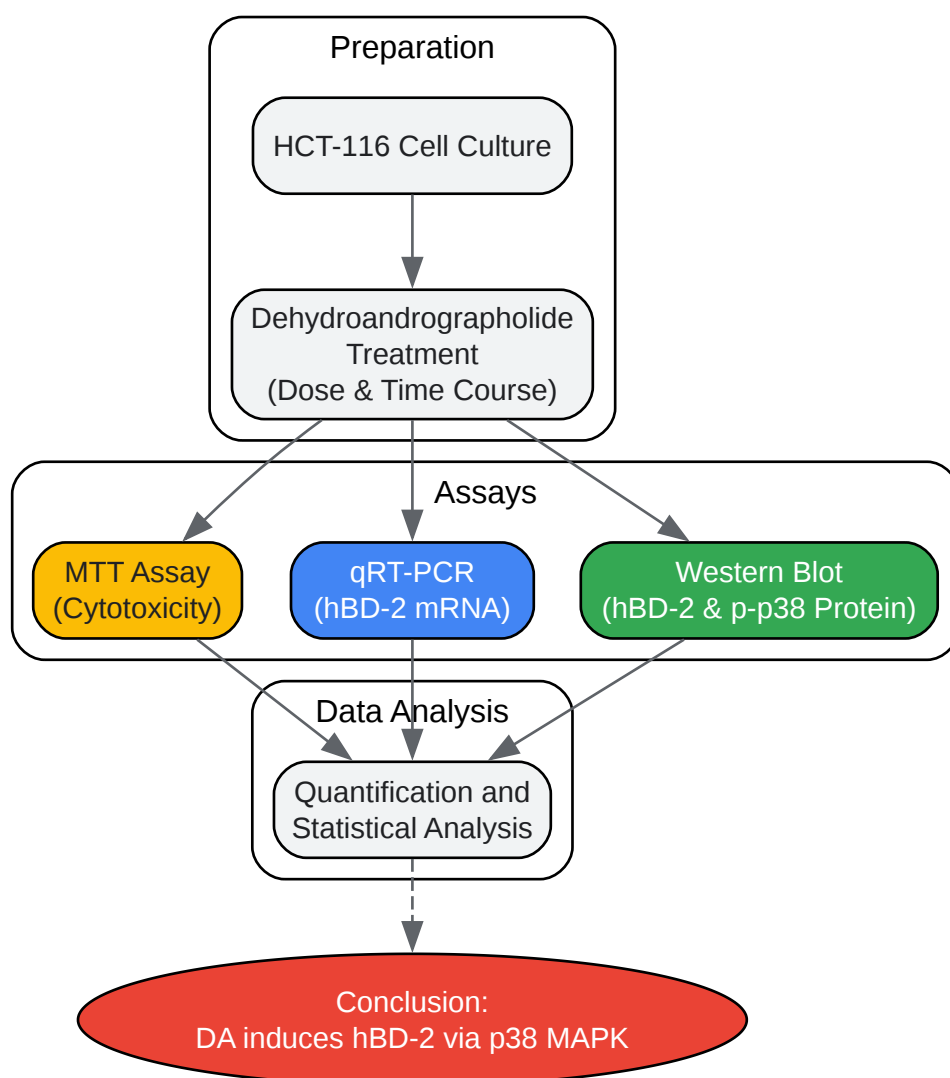 Preparation
HCT-116 Cell Culture
Dehydroandrographolide
Treatment
(Dose & Time Course)
Assays
MTT Assay
(Cytotoxicity)
qRT-PCR
(hBD-2 mRNA)
Western Blot
(hBD-2 & p-p38 Protein)
Data Analysis
Quantification and
Statistical Analysis
Conclusion:
DA induces hBD-2 via p38 MAPK